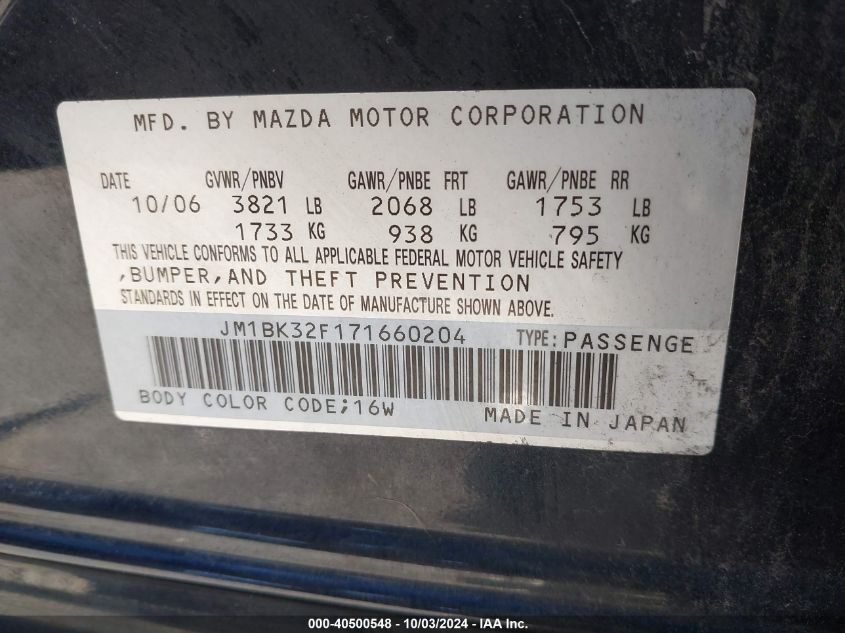 MFD. BY MAZDA MOTOR CORPORATION
DATE GVWR/PNBV GAWR/PNBE FRT GAWR/PNBE RR
10/06 3821 LB 2068 LB 1753 LB
1733 KG 938 KG 795 KG
THIS VEHICLE CONFORMS TO ALL APPLICABLE FEDERAL MOTOR VEHICLE SAFETY
,BUMPER,AND THEFT PREVENTION
STANDARDS IN EFFECT ON THE DATE OF MANUFACTURE SHOWN ABOVE.
JM1BK32F171660204 TYPE:PASSENGE
BODY COLOR CODE;16W MADE IN JAPAN
000-40500548 - 10/03/2024 - IAA Inc.